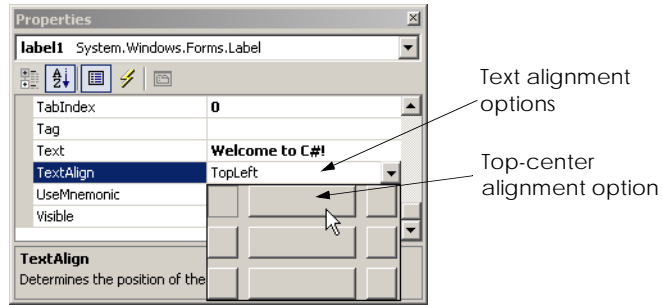 Properties
label1 System.Windows.Forms.Label
TabIndex 0
Tag
Text Welcome to C#!
TextAlign TopLeft
UseMnemonic
Visible
TextAlign
Determines the position of the
Text alignment
options
Top-center
alignment option